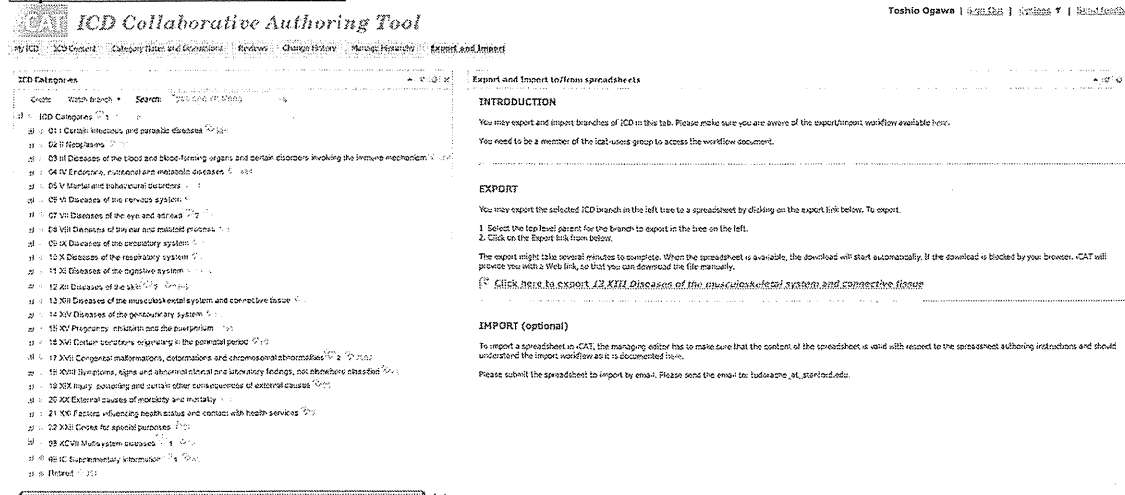 iCAT ICD Collaborative Authoring Tool
Toshio Ogawa | Sign Out | Options ▼ | Send feedback
My ICD ICD Content Category Notes and Discussions Reviews Change History Manage Hierarchy Export and Import
ICD Categories
Create Watch Branch ▼ Search:
ICD Categories
01 I Certain infectious and parasitic diseases
02 II Neoplasms
03 III Diseases of the blood and blood-forming organs and certain disorders involving the immune mechanism
04 IV Endocrine, nutritional and metabolic diseases
05 V Mental and behavioural disorders
06 VI Diseases of the nervous system
07 VII Diseases of the eye and adnexa
08 VIII Diseases of the ear and mastoid process
09 IX Diseases of the respiratory system
10 X Diseases of the respiratory system
11 XI Diseases of the digestive system
12 XII Diseases of the skin
13 XIII Diseases of the musculoskeletal system and connective tissue
14 XIV Diseases of the genitourinary system
15 XV Pregnancy, childbirth and the puerperium
16 XVI Certain conditions originating in the perinatal period
17 XVII Congenital malformations, deformations and chromosomal abnormalities
18 XVIII Symptoms, signs and abnormal clinical and laboratory findings, not elsewhere classified
19 XIX Injury, poisoning and certain other consequences of external causes
20 XX External causes of morbidity and mortality
21 XXI Factors influencing health status and contact with health services
22 XXII Codes for special purposes
XCVII Multisystem diseases
IC Supplementary information
Retired
Export and Import to/from spreadsheets
INTRODUCTION
You may export and import branches of ICD in this tab. Please make sure you are aware of the export/import workflow available here.
You need to be a member of the icat-users group to access the workflow document.
EXPORT
You may export the selected ICD branch in the left tree to a spreadsheet by clicking on the export link below. To export:
1. Select the top level parent for the branch to export in the tree on the left.
2. Click on the Export link from below.
The export might take several minutes to complete. When the spreadsheet is available, the download will start automatically. If the download is blocked by your browser, iCAT will
provide you with a Web link, so that you can download the file manually.
Click here to export 13 XIII Diseases of the musculoskeletal system and connective tissue
IMPORT (optional)
To import a spreadsheet in iCAT, the managing editor has to make sure that the content of the spreadsheet is valid with respect to the spreadsheet authoring instructions and should
understand the import workflow as it is documented here.
Please submit the spreadsheet to import by email. Please send the email to: tudorache_at_stanford.edu.